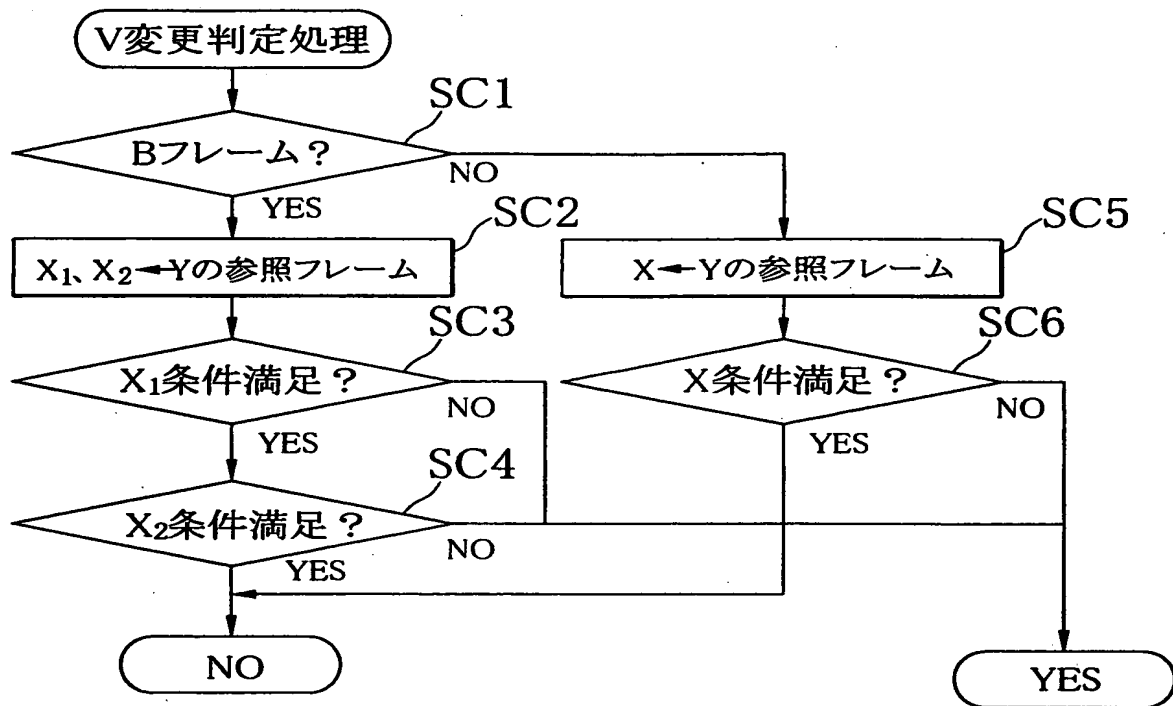 V変更判定処理
SC1
Bフレーム？
NO
YES
SC2
X₁、X₂←Yの参照フレーム
SC5
X←Yの参照フレーム
SC3
X₁条件満足？
NO
YES
SC6
X条件満足？
NO
YES
SC4
X₂条件満足？
NO
YES
NO
YES